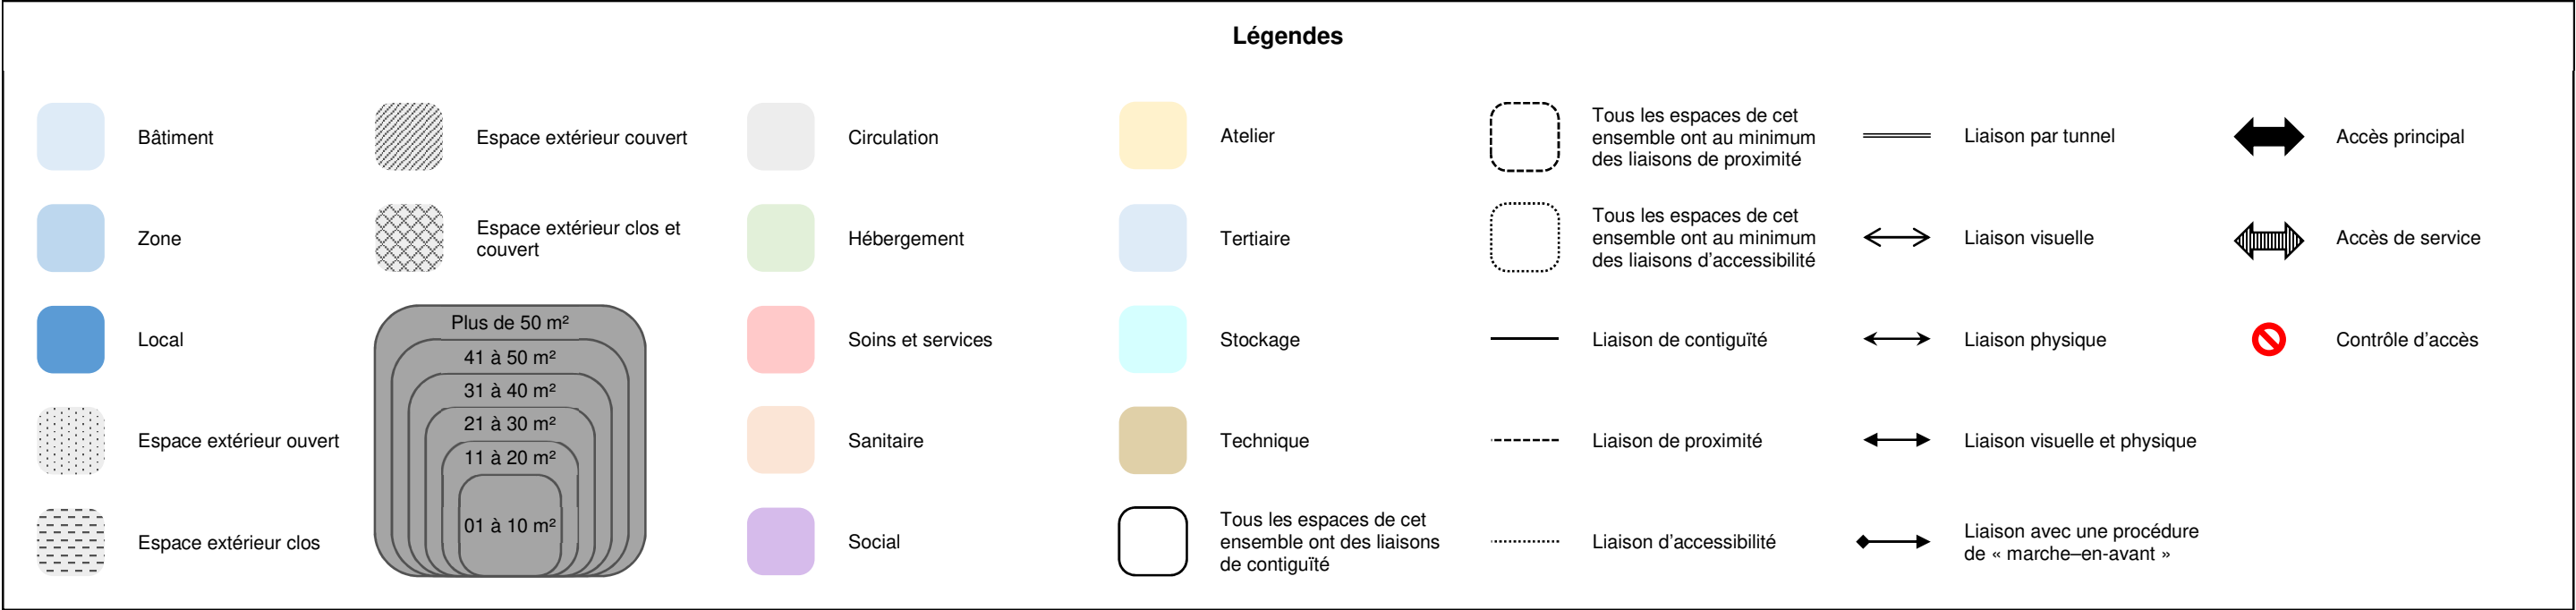 Légendes
Bâtiment
Zone
Local
Espace extérieur ouvert
Espace extérieur clos
Espace extérieur couvert
Espace extérieur clos et
couvert
Plus de 50 m²
41 à 50 m²
31 à 40 m²
21 à 30 m²
11 à 20 m²
01 à 10 m²
Circulation
Hébergement
Soins et services
Sanitaire
Social
Atelier
Tertiaire
Stockage
Technique
Tous les espaces de cet
ensemble ont des liaisons
de contiguïté
Tous les espaces de cet
ensemble ont au minimum
des liaisons de proximité
Tous les espaces de cet
ensemble ont au minimum
des liaisons d’accessibilité
Liaison de contiguïté
Liaison de proximité
Liaison d’accessibilité
Liaison par tunnel
Liaison visuelle
Liaison physique
Liaison visuelle et physique
Liaison avec une procédure
de « marche–en-avant »
Accès principal
Accès de service
Contrôle d’accès